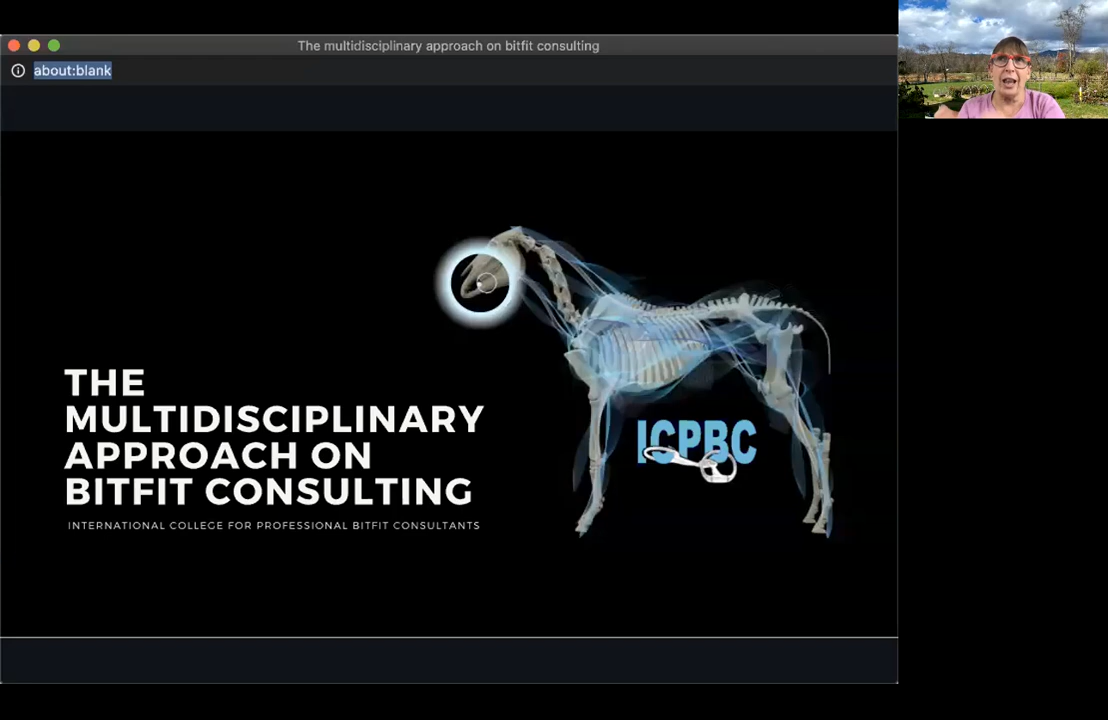 The multidisciplinary approach on bitfit consulting
about:blank
THE
MULTIDISCIPLINARY
APPROACH ON
BITFIT CONSULTING
INTERNATIONAL COLLEGE FOR PROFESSIONAL BITFIT CONSULTANTS
ICPBC